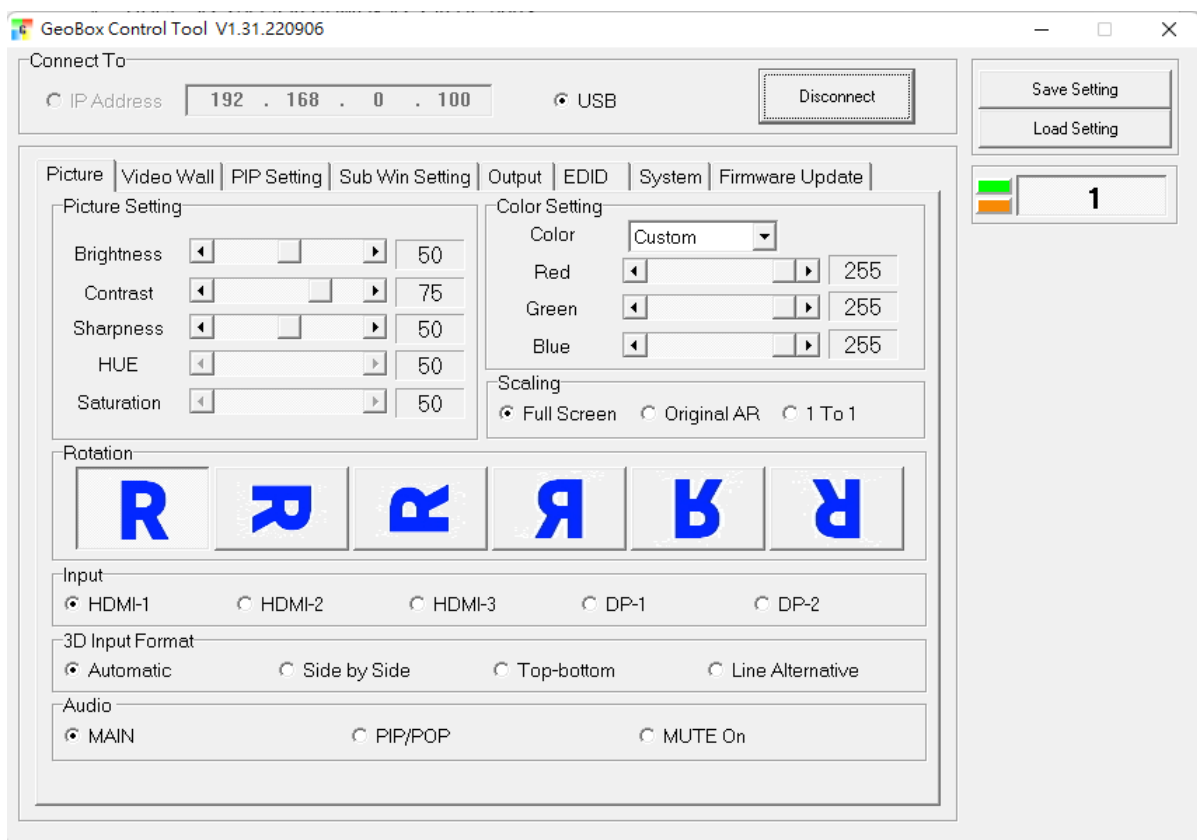 GeoBox Control Tool V1.31.220906
Connect To
IP Address 192 . 168 . 0 . 100 USB Disconnect
Save Setting
Load Setting
1
Picture Video Wall PIP Setting Sub Win Setting Output EDID System Firmware Update
Picture Setting
Brightness 50
Contrast 75
Sharpness 50
HUE 50
Saturation 50
Color Setting
Color Custom
Red 255
Green 255
Blue 255
Scaling
Full Screen Original AR 1 To 1
Rotation
R R R R R R
Input
HDMI-1 HDMI-2 HDMI-3 DP-1 DP-2
3D Input Format
Automatic Side by Side Top-bottom Line Alternative
Audio
MAIN PIP/POP MUTE On